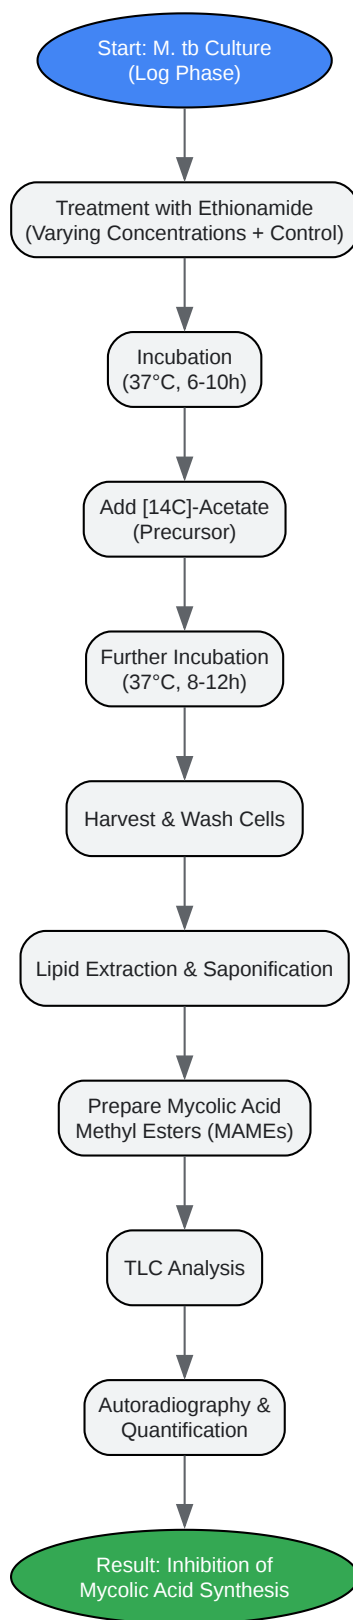 Start: M. tb Culture
(Log Phase)
Treatment with Ethionamide
(Varying Concentrations + Control)
Incubation
(37°C, 6-10h)
Add [14C]-Acetate
(Precursor)
Further Incubation
(37°C, 8-12h)
Harvest & Wash Cells
Lipid Extraction & Saponification
Prepare Mycolic Acid
Methyl Esters (MAMEs)
TLC Analysis
Autoradiography &
Quantification
Result: Inhibition of
Mycolic Acid Synthesis